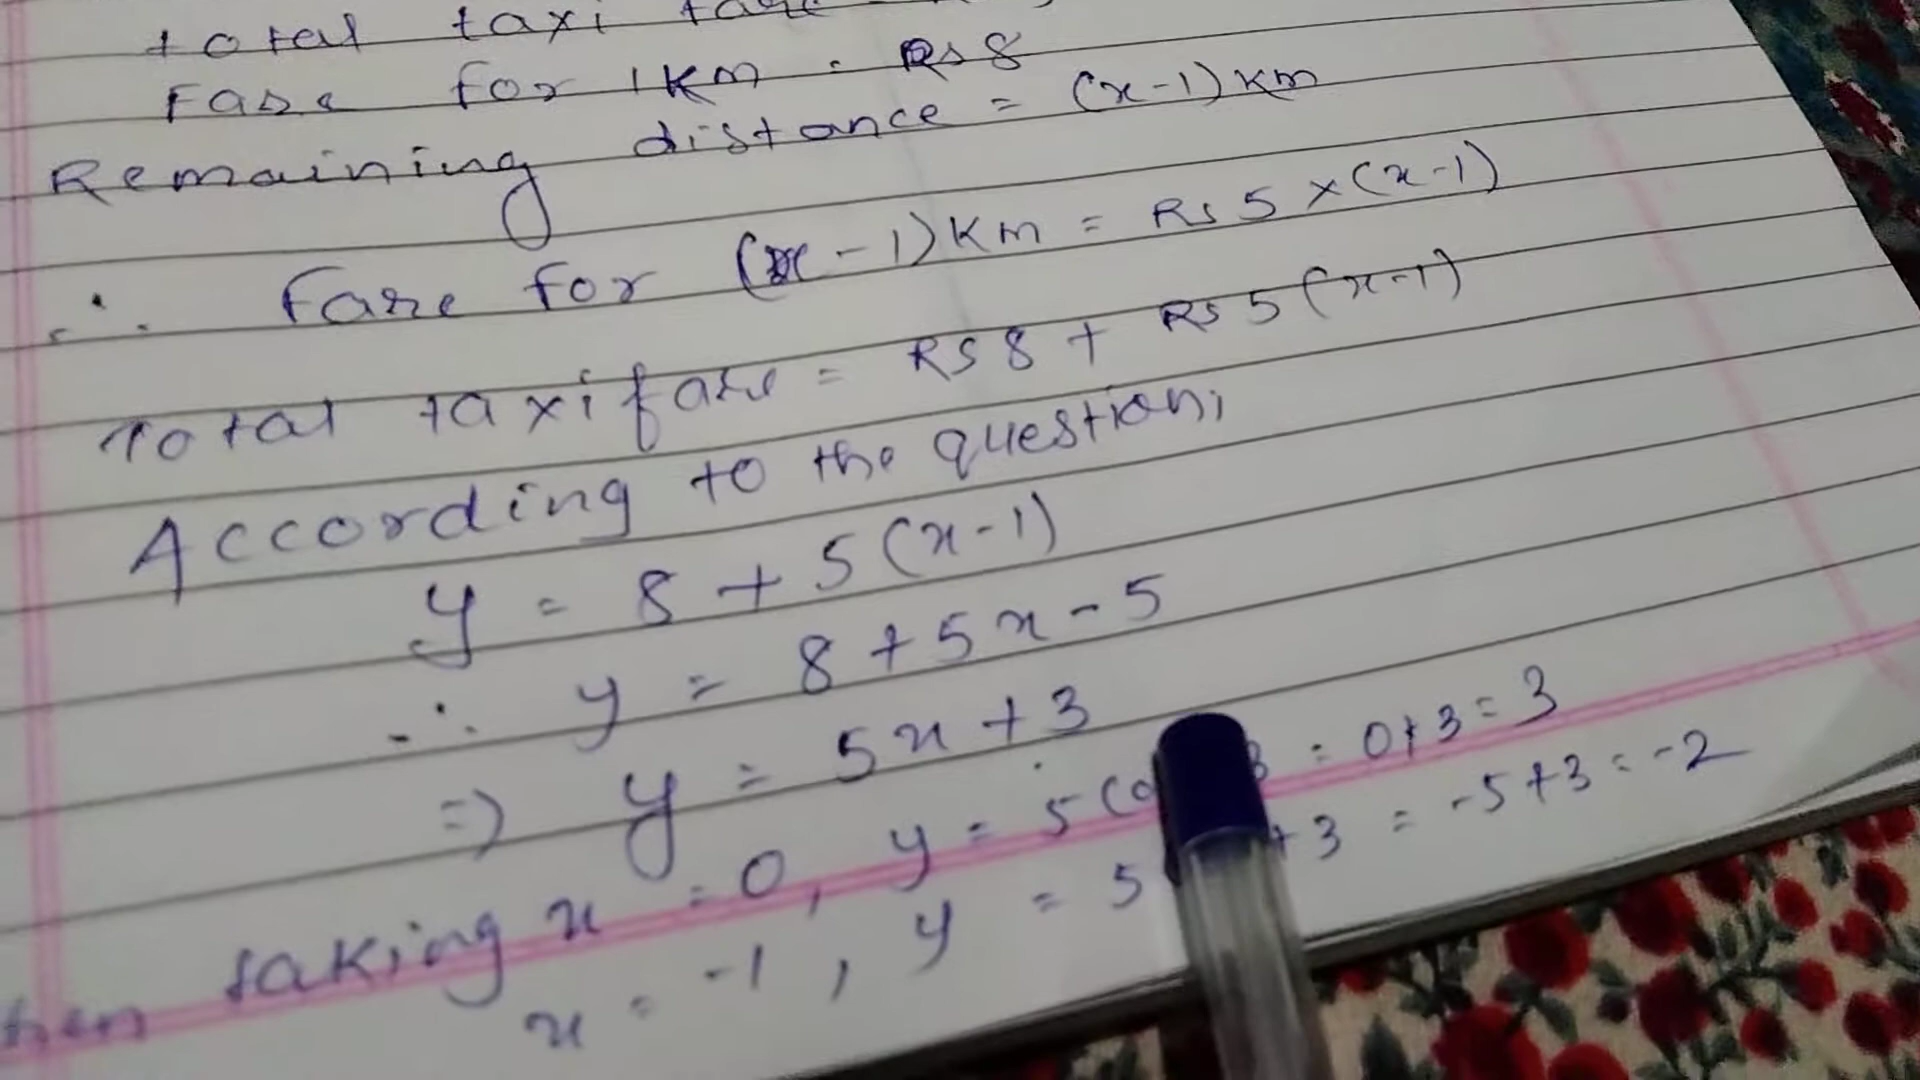 total taxi fare
Fare for 1 Km = Rs 8
Remaining distance = (x-1) Km
∴ fare for (x-1) Km = Rs 5 × (x-1)
Total taxi fare = Rs 8 + Rs 5 (x-1)
According to the question,
y = 8 + 5 (x-1)
∴ y = 8 + 5x - 5
⇒ y = 5x + 3
taking x = 0, y = 5(0 3 = 0+3 = 3
x = -1, y = 5 +3 = -5+3 = -2